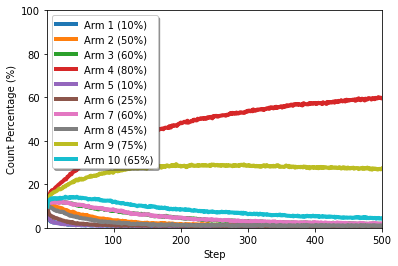 100
80
60
40
20
0
Count Percentage (%)
Arm 1 (10%)
Arm 2 (50%)
Arm 3 (60%)
Arm 4 (80%)
Arm 5 (10%)
Arm 6 (25%)
Arm 7 (60%)
Arm 8 (45%)
Arm 9 (75%)
Arm 10 (65%)
100
200
300
400
500
Step